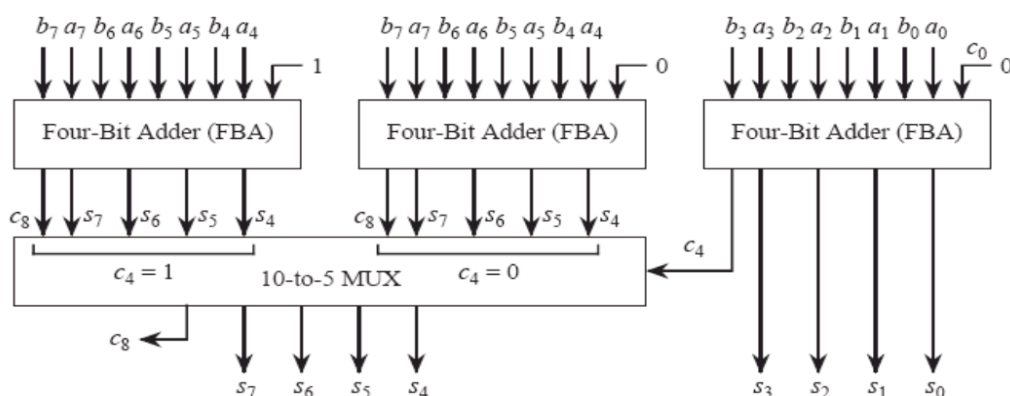 b7 a7 b6 a6 b5 a5 b4 a4 b7 a7 b6 a6 b5 a5 b4 a4 b3 a3 b2 a2 b1 a1 b0 a0 c0
1 0 0
Four-Bit Adder (FBA) Four-Bit Adder (FBA) Four-Bit Adder (FBA)
c8 s7 s6 s5 s4 c8 s7 s6 s5 s4
c4
c4 = 1 10-to-5 MUX c4 = 0
c8
s7 s6 s5 s4 s3 s2 s1 s0